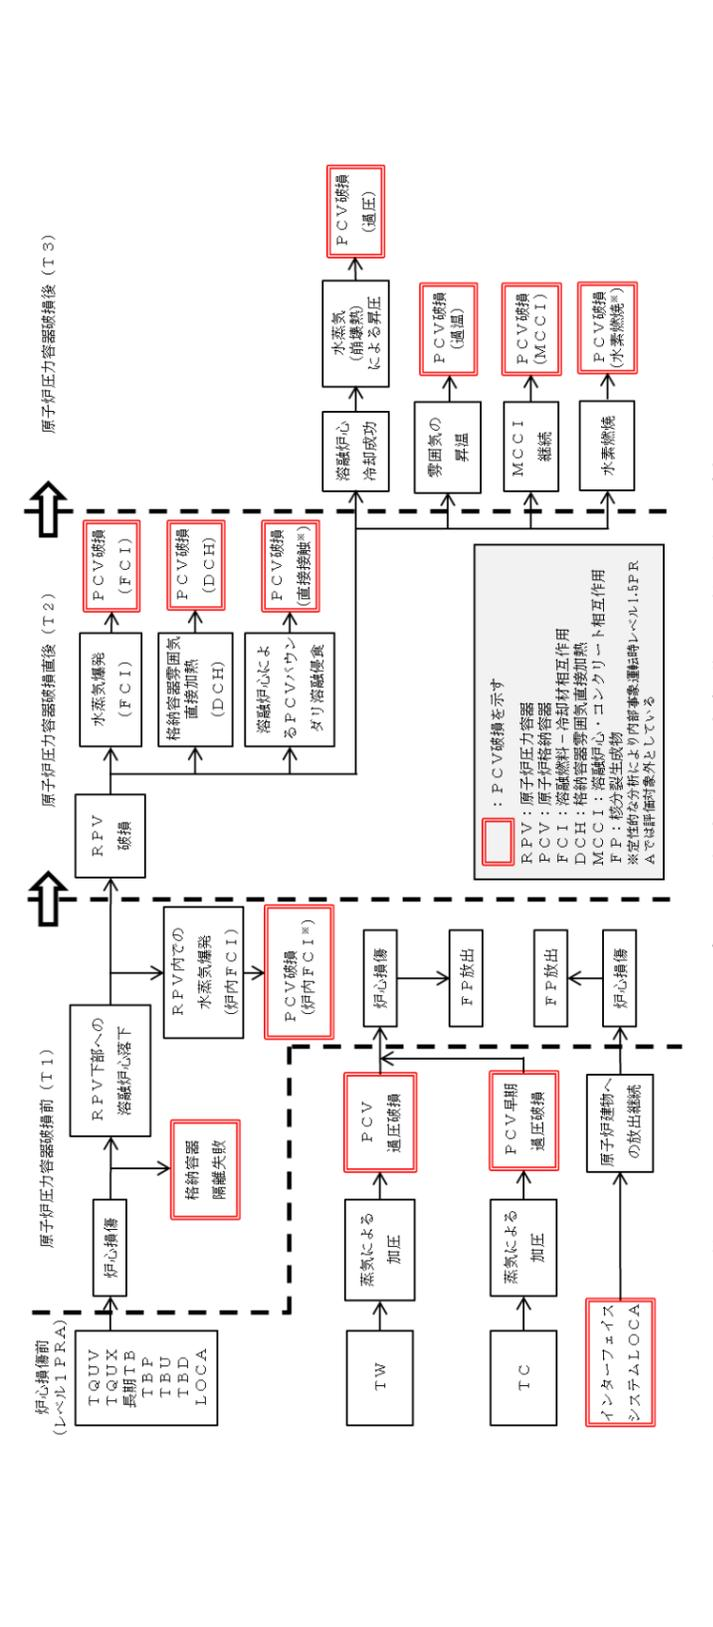 炉心損傷前
(レベル1PRA)
原子炉圧力容器破損前(T1)
原子炉圧力容器破損直後(T2)
原子炉圧力容器破損後(T3)
TQUV
TQUX
長期TB
TBP
TBU
TBD
LOCA
炉心損傷
格納容器
隔離失敗
RPV下部への
溶融炉心落下
RPV内での
水蒸気爆発
(炉内FCI)
PCV破損
(炉内FCI※)
RPV
破損
水蒸気爆発
(FCI)
PCV破損
(FCI)
格納容器雰囲気
直接加熱
(DCH)
PCV破損
(DCH)
溶融炉心によ
るPCVバウン
ダリ溶融侵食
PCV破損
(直接接触※)
溶融炉心
冷却成功
水蒸気
(崩壊熱)
による昇圧
PCV破損
(過圧)
雰囲気の
昇温
PCV破損
(過温)
MCCI
継続
PCV破損
(MCCI)
水素燃焼
PCV破損
(水素燃焼※)
TW
蒸気による
加圧
PCV
過圧破損
炉心損傷
FP放出
TC
蒸気による
加圧
PCV早期
過圧破損
インターフェイス
システムLOCA
原子炉建物へ
の放出継続
炉心損傷
FP放出
:PCV破損を示す
RPV:原子炉圧力容器
PCV:原子炉格納容器
FCI:溶融燃料-冷却材相互作用
DCH:格納容器雰囲気直接加熱
MCCI:溶融炉心・コンクリート相互作用
FP:核分裂生成物
※定性的な分析により内部事象運転時レベル1.5PR
Aでは評価対象外としている